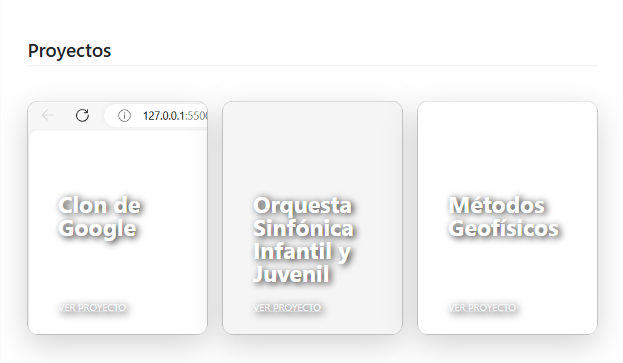 Proyectos
127.0.0.1:5500
Clon de
Google
VER PROYECTO
Orquesta
Sinfónica
Infantil y
Juvenil
VER PROYECTO
Métodos
Geofísicos
VER PROYECTO